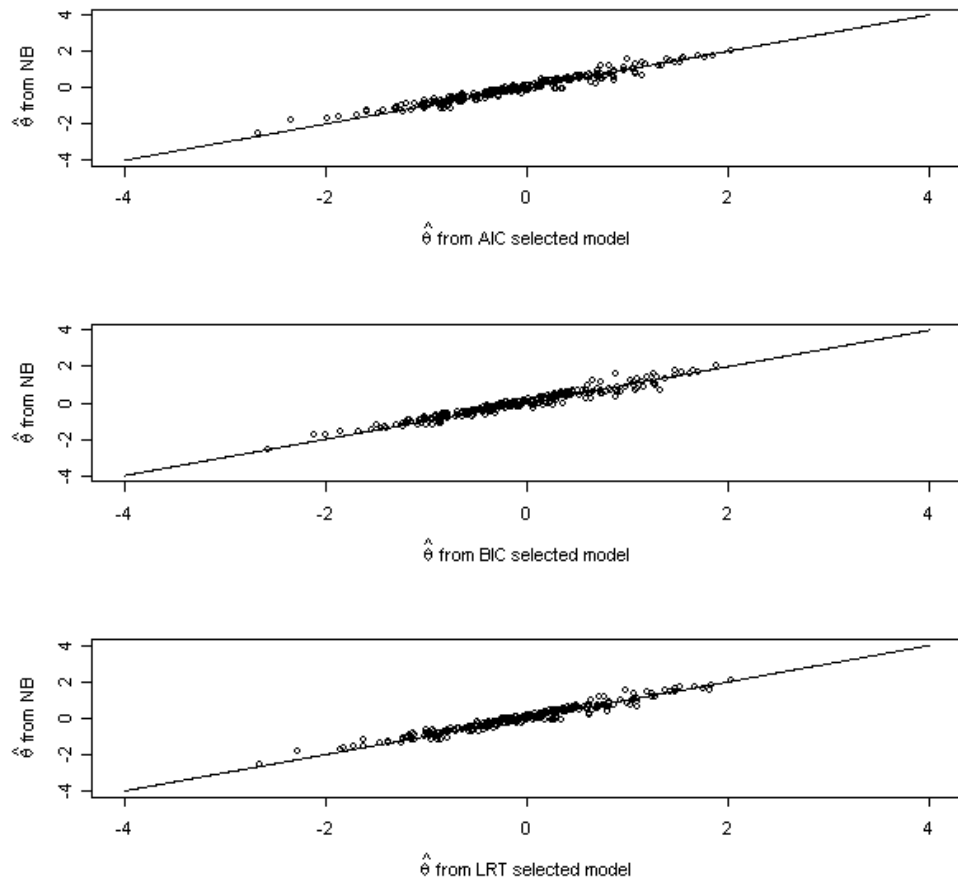 4
2
0
-2
-4
θ̂ from NB
-4 -2 0 2 4
θ̂ from AIC selected model
4
2
0
-2
-4
θ̂ from NB
-4 -2 0 2 4
θ̂ from BIC selected model
4
2
0
-2
-4
θ̂ from NB
-4 -2 0 2 4
θ̂ from LRT selected model